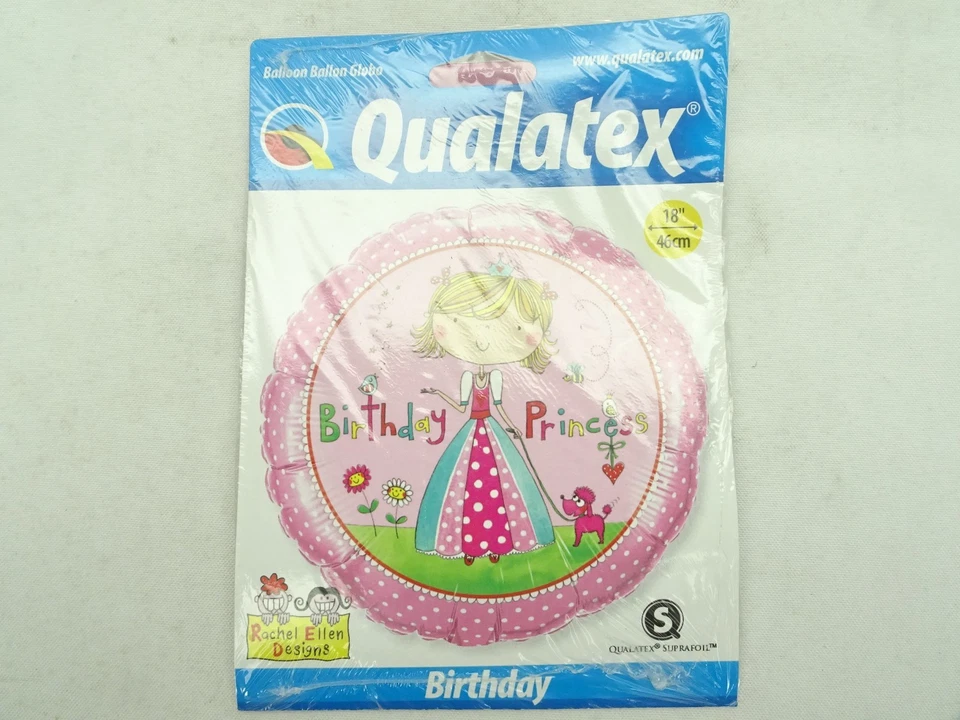 Balloon Ballon Globo
www.qualatex.com
Qualatex®
18"
46cm
Birthday Princess
Rachel Ellen
Designs
QUALATEX® SUPRAFOIL™
Birthday